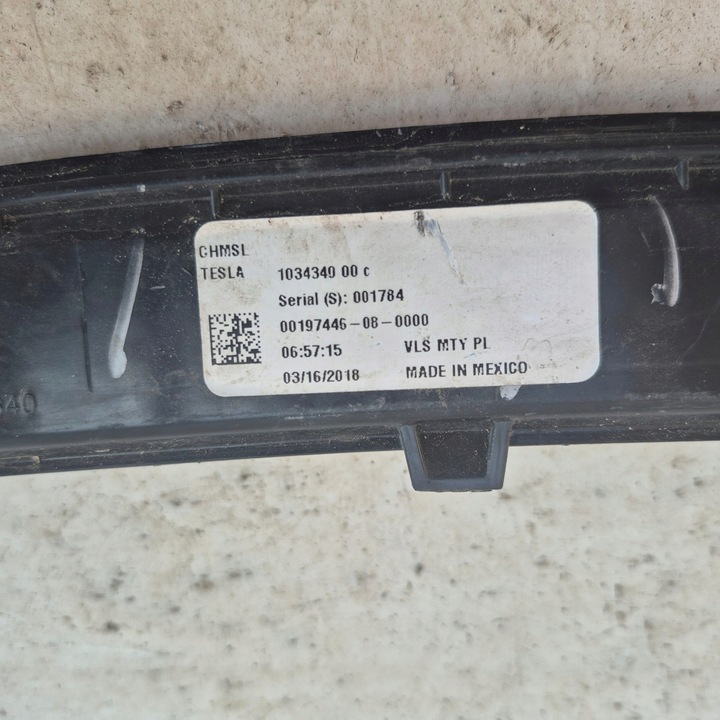 CHMSL
TESLA 1034349 00 c
Serial (S): 001784
00197446-08-0000
06:57:15 VLS MTY PL
03/16/2018 MADE IN MEXICO